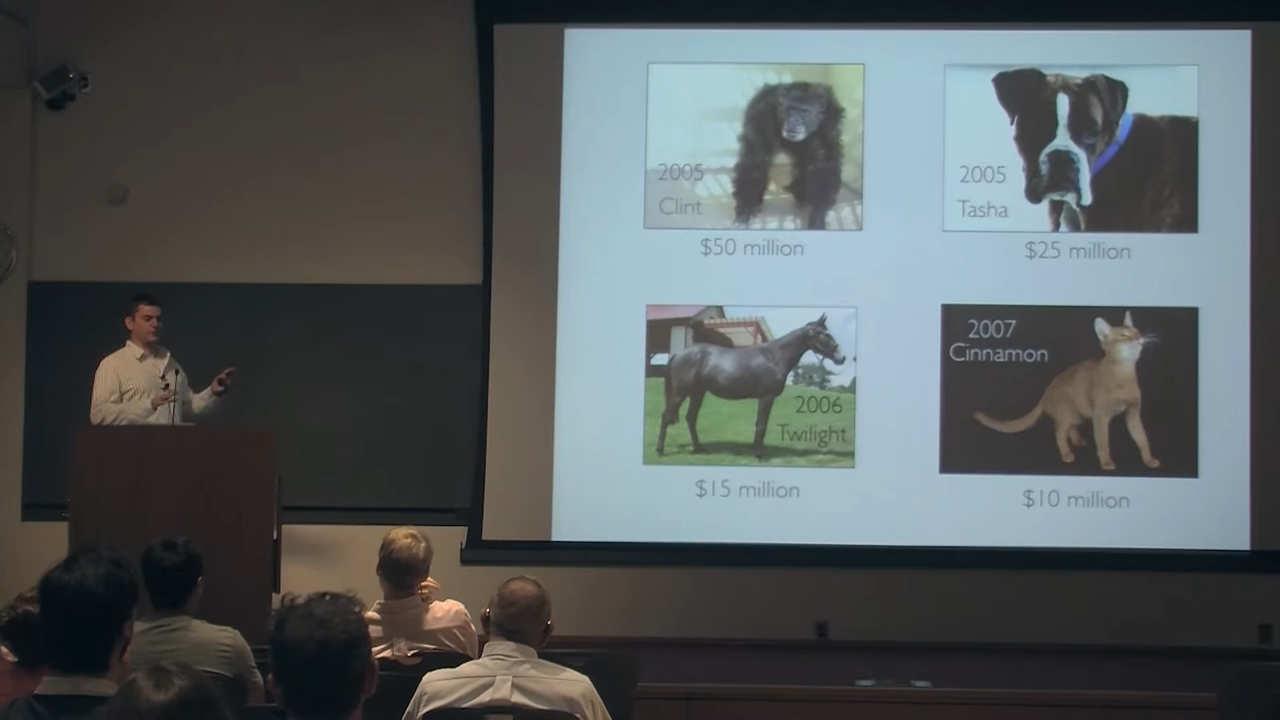 2005
Clint
$50 million
2005
Tasha
$25 million
2006
Twilight
$15 million
2007
Cinnamon
$10 million